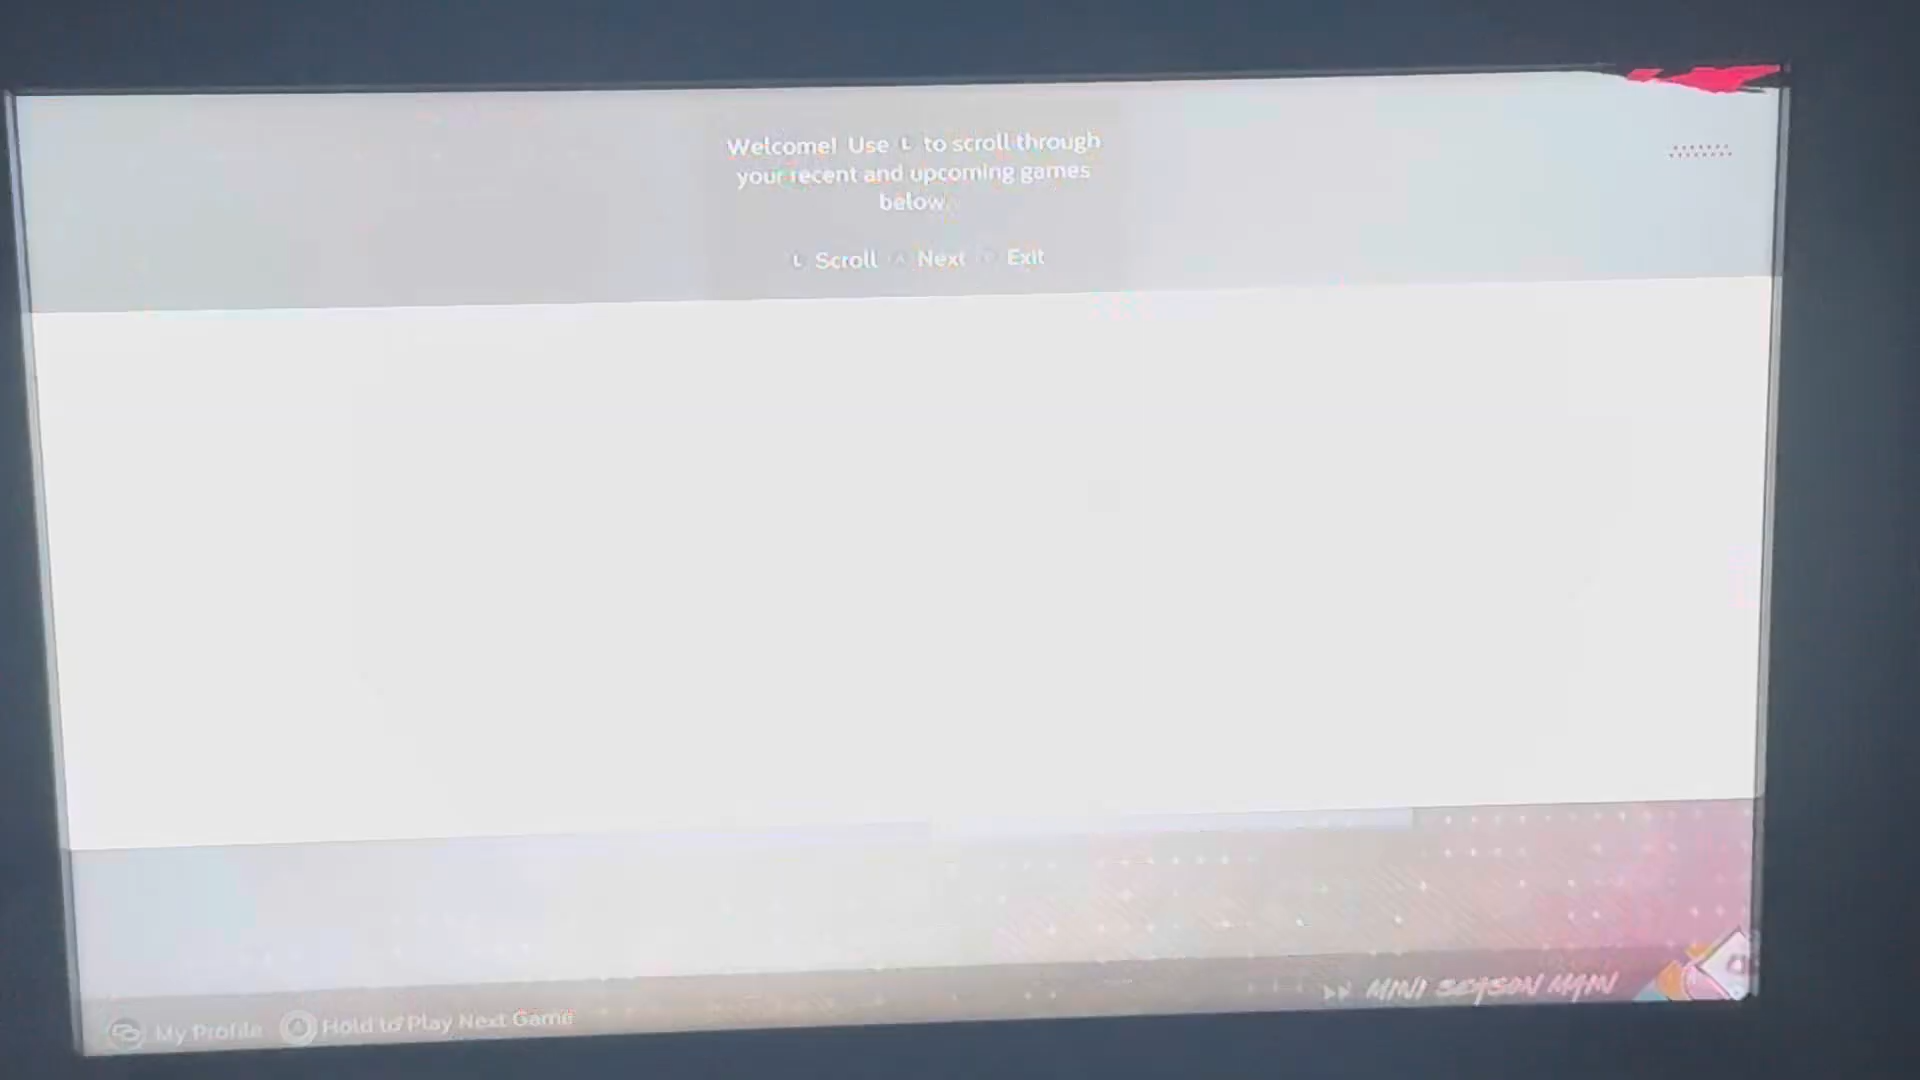 Welcome! Use L to scroll through
your recent and upcoming games
below.
L Scroll A Next Exit
MINI SEASON MAIN
My Profile A Hold to Play Next Game